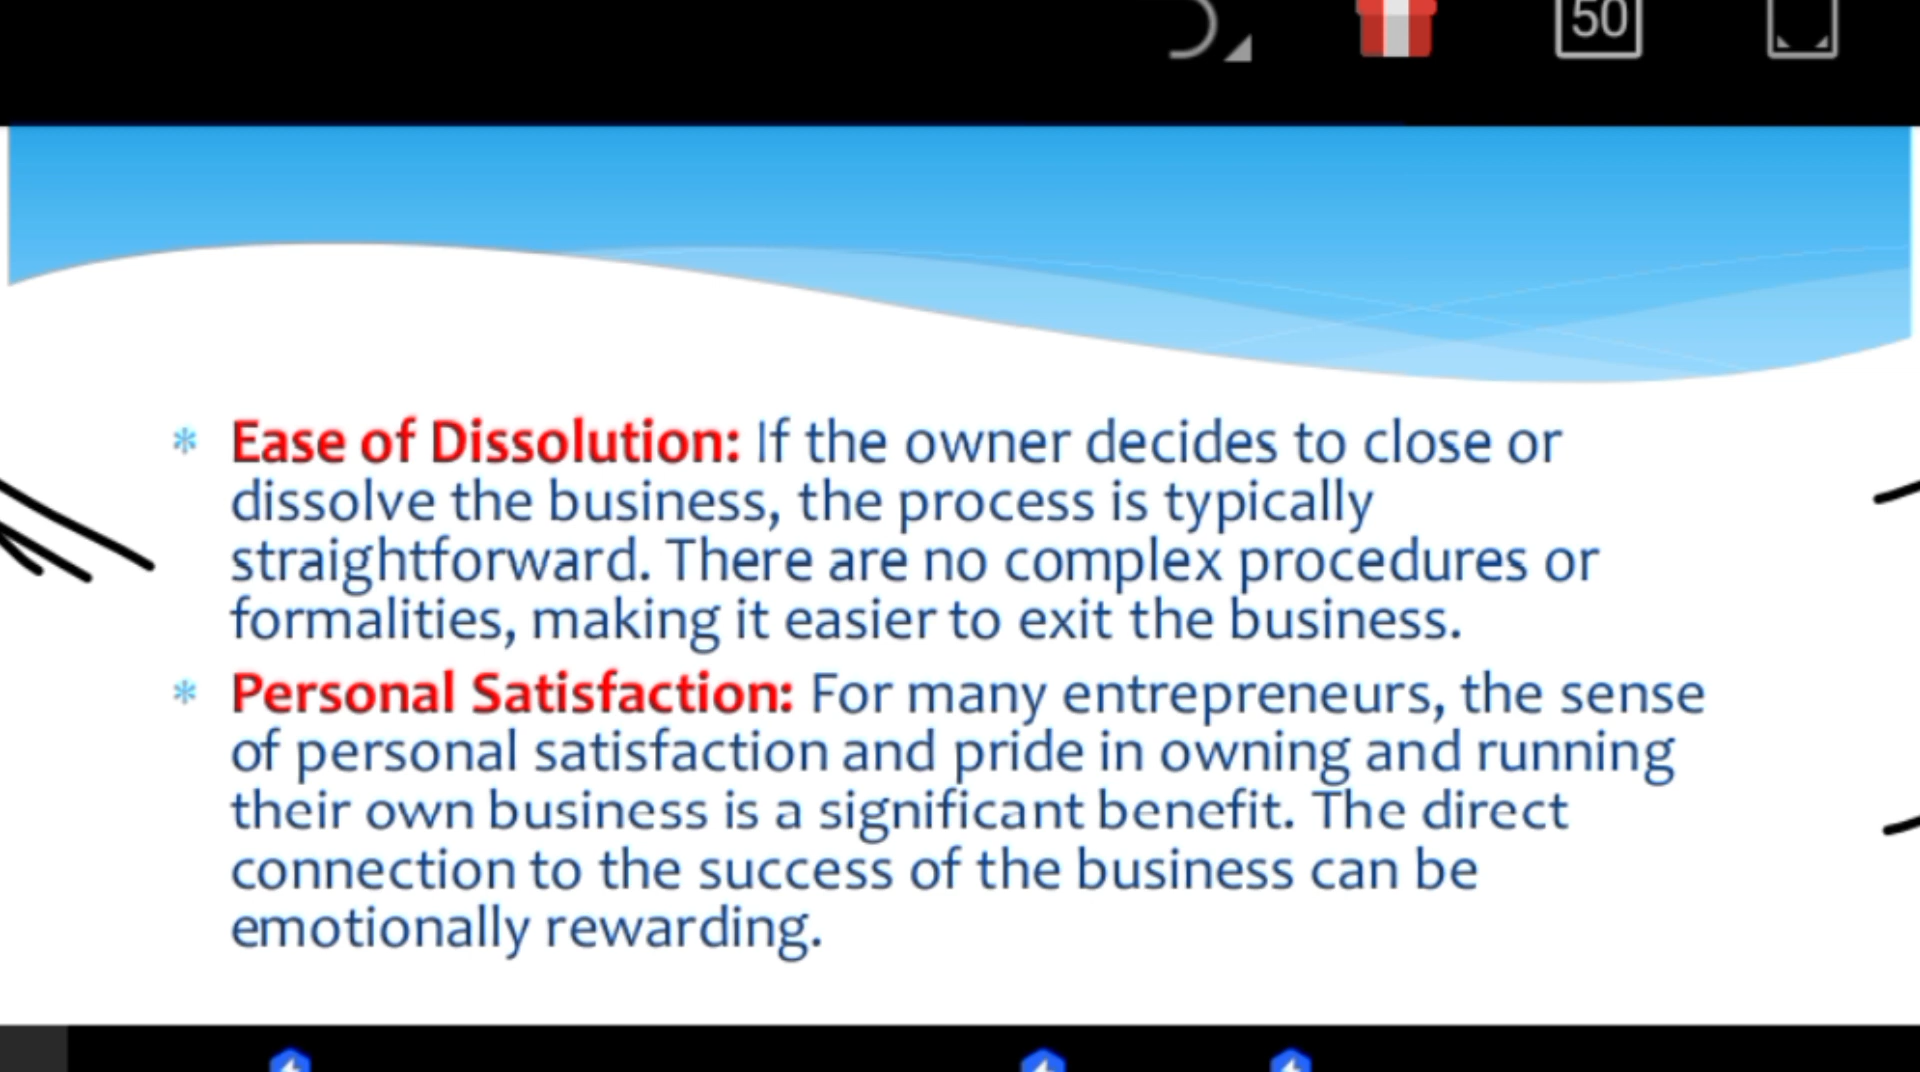 50
* Ease of Dissolution: If the owner decides to close or
dissolve the business, the process is typically
straightforward. There are no complex procedures or
formalities, making it easier to exit the business.
* Personal Satisfaction: For many entrepreneurs, the sense
of personal satisfaction and pride in owning and running
their own business is a significant benefit. The direct
connection to the success of the business can be
emotionally rewarding.